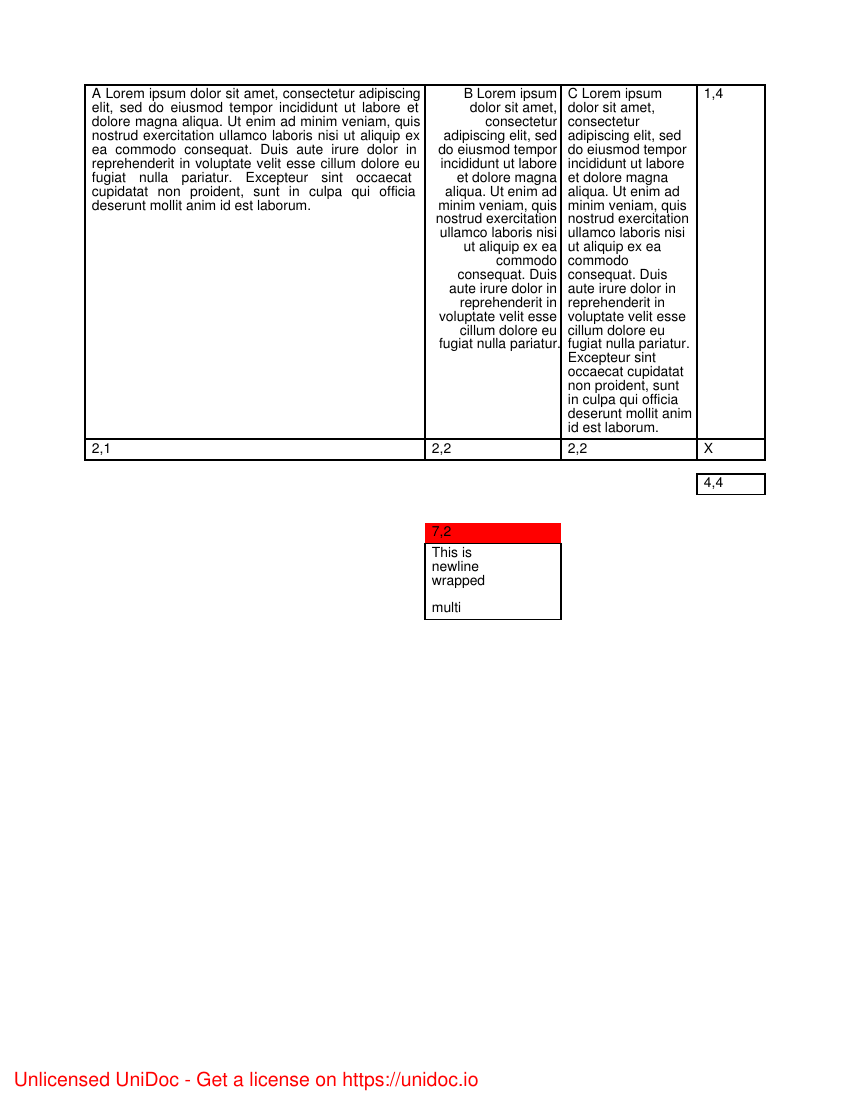 A Lorem ipsum dolor sit amet, consectetur adipiscing
elit, sed do eiusmod tempor incididunt ut labore et
dolore magna aliqua. Ut enim ad minim veniam, quis
nostrud exercitation ullamco laboris nisi ut aliquip ex
ea commodo consequat. Duis aute irure dolor in
reprehenderit in voluptate velit esse cillum dolore eu
fugiat nulla pariatur. Excepteur sint occaecat
cupidatat non proident, sunt in culpa qui officia
deserunt mollit anim id est laborum.
B Lorem ipsum
dolor sit amet,
consectetur
adipiscing elit, sed
do eiusmod tempor
incididunt ut labore
et dolore magna
aliqua. Ut enim ad
minim veniam, quis
nostrud exercitation
ullamco laboris nisi
ut aliquip ex ea
commodo
consequat. Duis
aute irure dolor in
reprehenderit in
voluptate velit esse
cillum dolore eu
fugiat nulla pariatur.
C Lorem ipsum
dolor sit amet,
consectetur
adipiscing elit, sed
do eiusmod tempor
incididunt ut labore
et dolore magna
aliqua. Ut enim ad
minim veniam, quis
nostrud exercitation
ullamco laboris nisi
ut aliquip ex ea
commodo
consequat. Duis
aute irure dolor in
reprehenderit in
voluptate velit esse
cillum dolore eu
fugiat nulla pariatur.
Excepteur sint
occaecat cupidatat
non proident, sunt
in culpa qui officia
deserunt mollit anim
id est laborum.
1,4
2,1
2,2
2,2
X
4,4
7,2
This is
newline
wrapped
multi
Unlicensed UniDoc - Get a license on https://unidoc.io